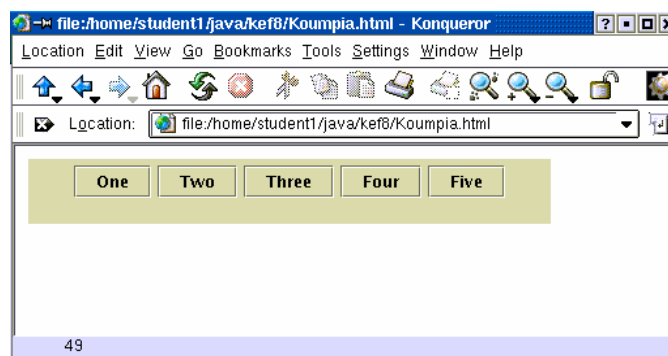 file:/home/student1/java/kef8/Koumpia.html - Konqueror
Location Edit View Go Bookmarks Tools Settings Window Help
Location: file:/home/student1/java/kef8/Koumpia.html
One Two Three Four Five
49